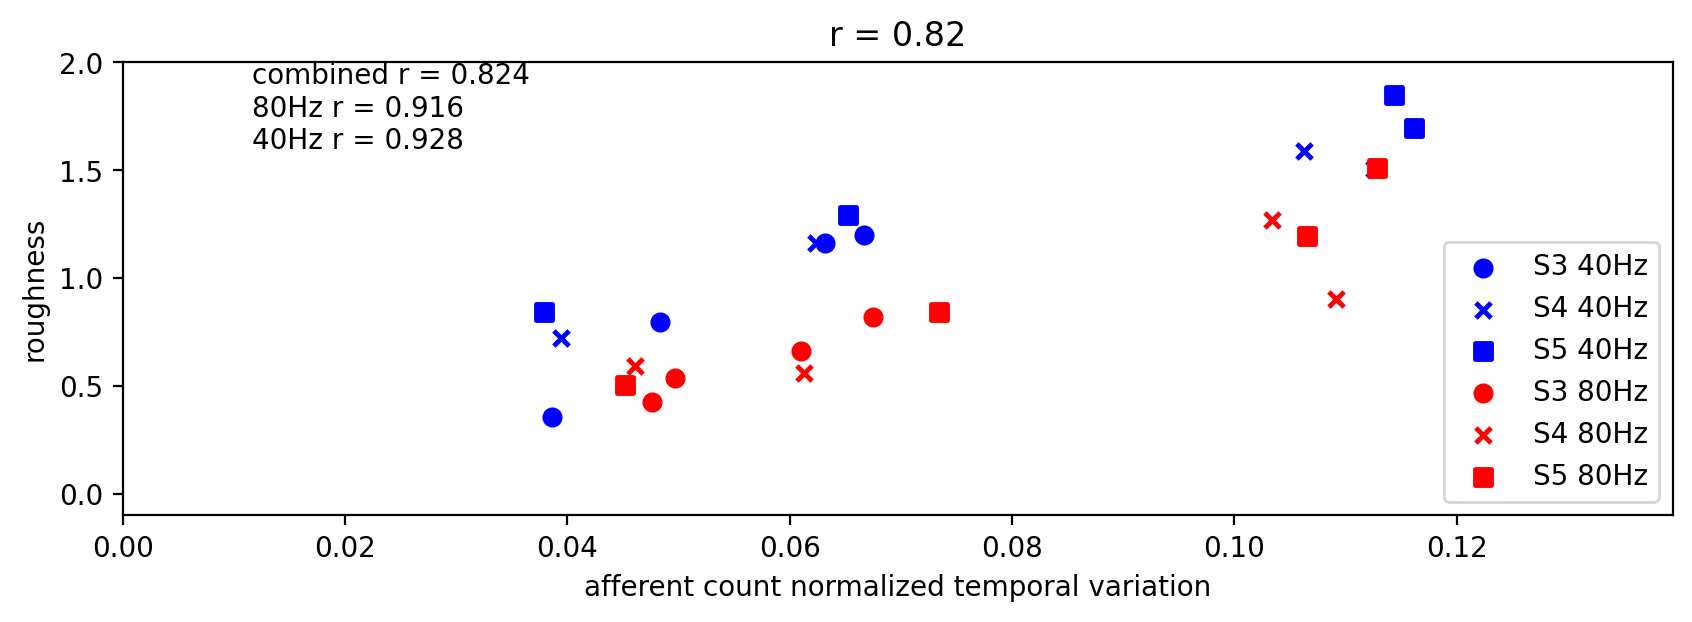 r = 0.82
combined r = 0.824
80Hz r = 0.916
40Hz r = 0.928
2.0
1.5
1.0
0.5
0.0
roughness
S3 40Hz
S4 40Hz
S5 40Hz
S3 80Hz
S4 80Hz
S5 80Hz
0.00 0.02 0.04 0.06 0.08 0.10 0.12
afferent count normalized temporal variation